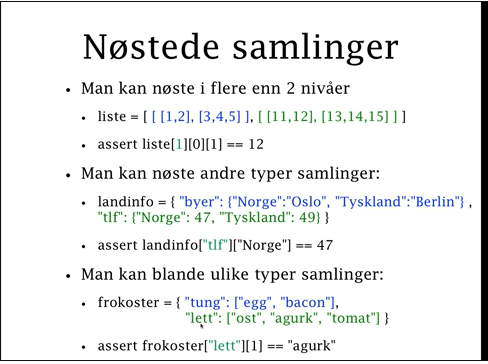 Nøstede samlinger
• Man kan nøste i flere enn 2 nivåer
• liste = [ [ [1,2], [3,4,5] ], [ [11,12], [13,14,15] ] ]
• assert liste[1][0][1] == 12
• Man kan nøste andre typer samlinger:
• landinfo = { "byer": {"Norge":"Oslo", "Tyskland":"Berlin"} ,
"tlf": {"Norge": 47, "Tyskland": 49} }
• assert landinfo["tlf"]["Norge"] == 47
• Man kan blande ulike typer samlinger:
• frokoster = { "tung": ["egg", "bacon"],
"lett": ["ost", "agurk", "tomat"] }
• assert frokoster["lett"][1] == "agurk"